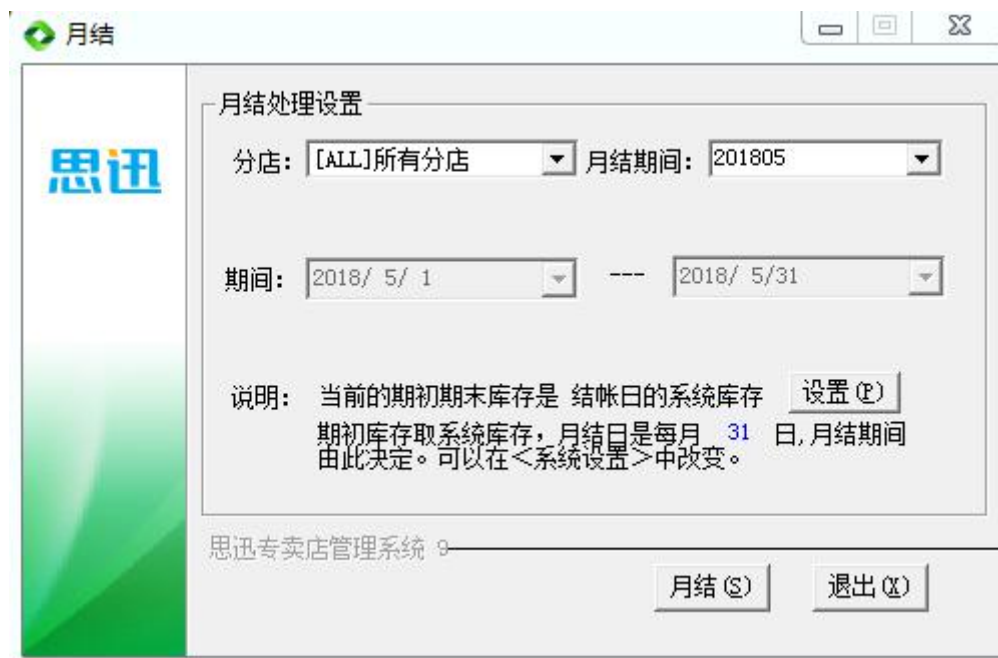 月结
思迅
月结处理设置
分店: [ALL]所有分店 月结期间: 201805
期间: 2018/ 5/ 1 --- 2018/ 5/31
说明: 当前的期初期末库存是 结帐日的系统库存 设置(P)
期初库存取系统库存，月结日是每月 31 日,月结期间
由此决定。可以在<系统设置>中改变。
思迅专卖店管理系统 9
月结(S) 退出(X)